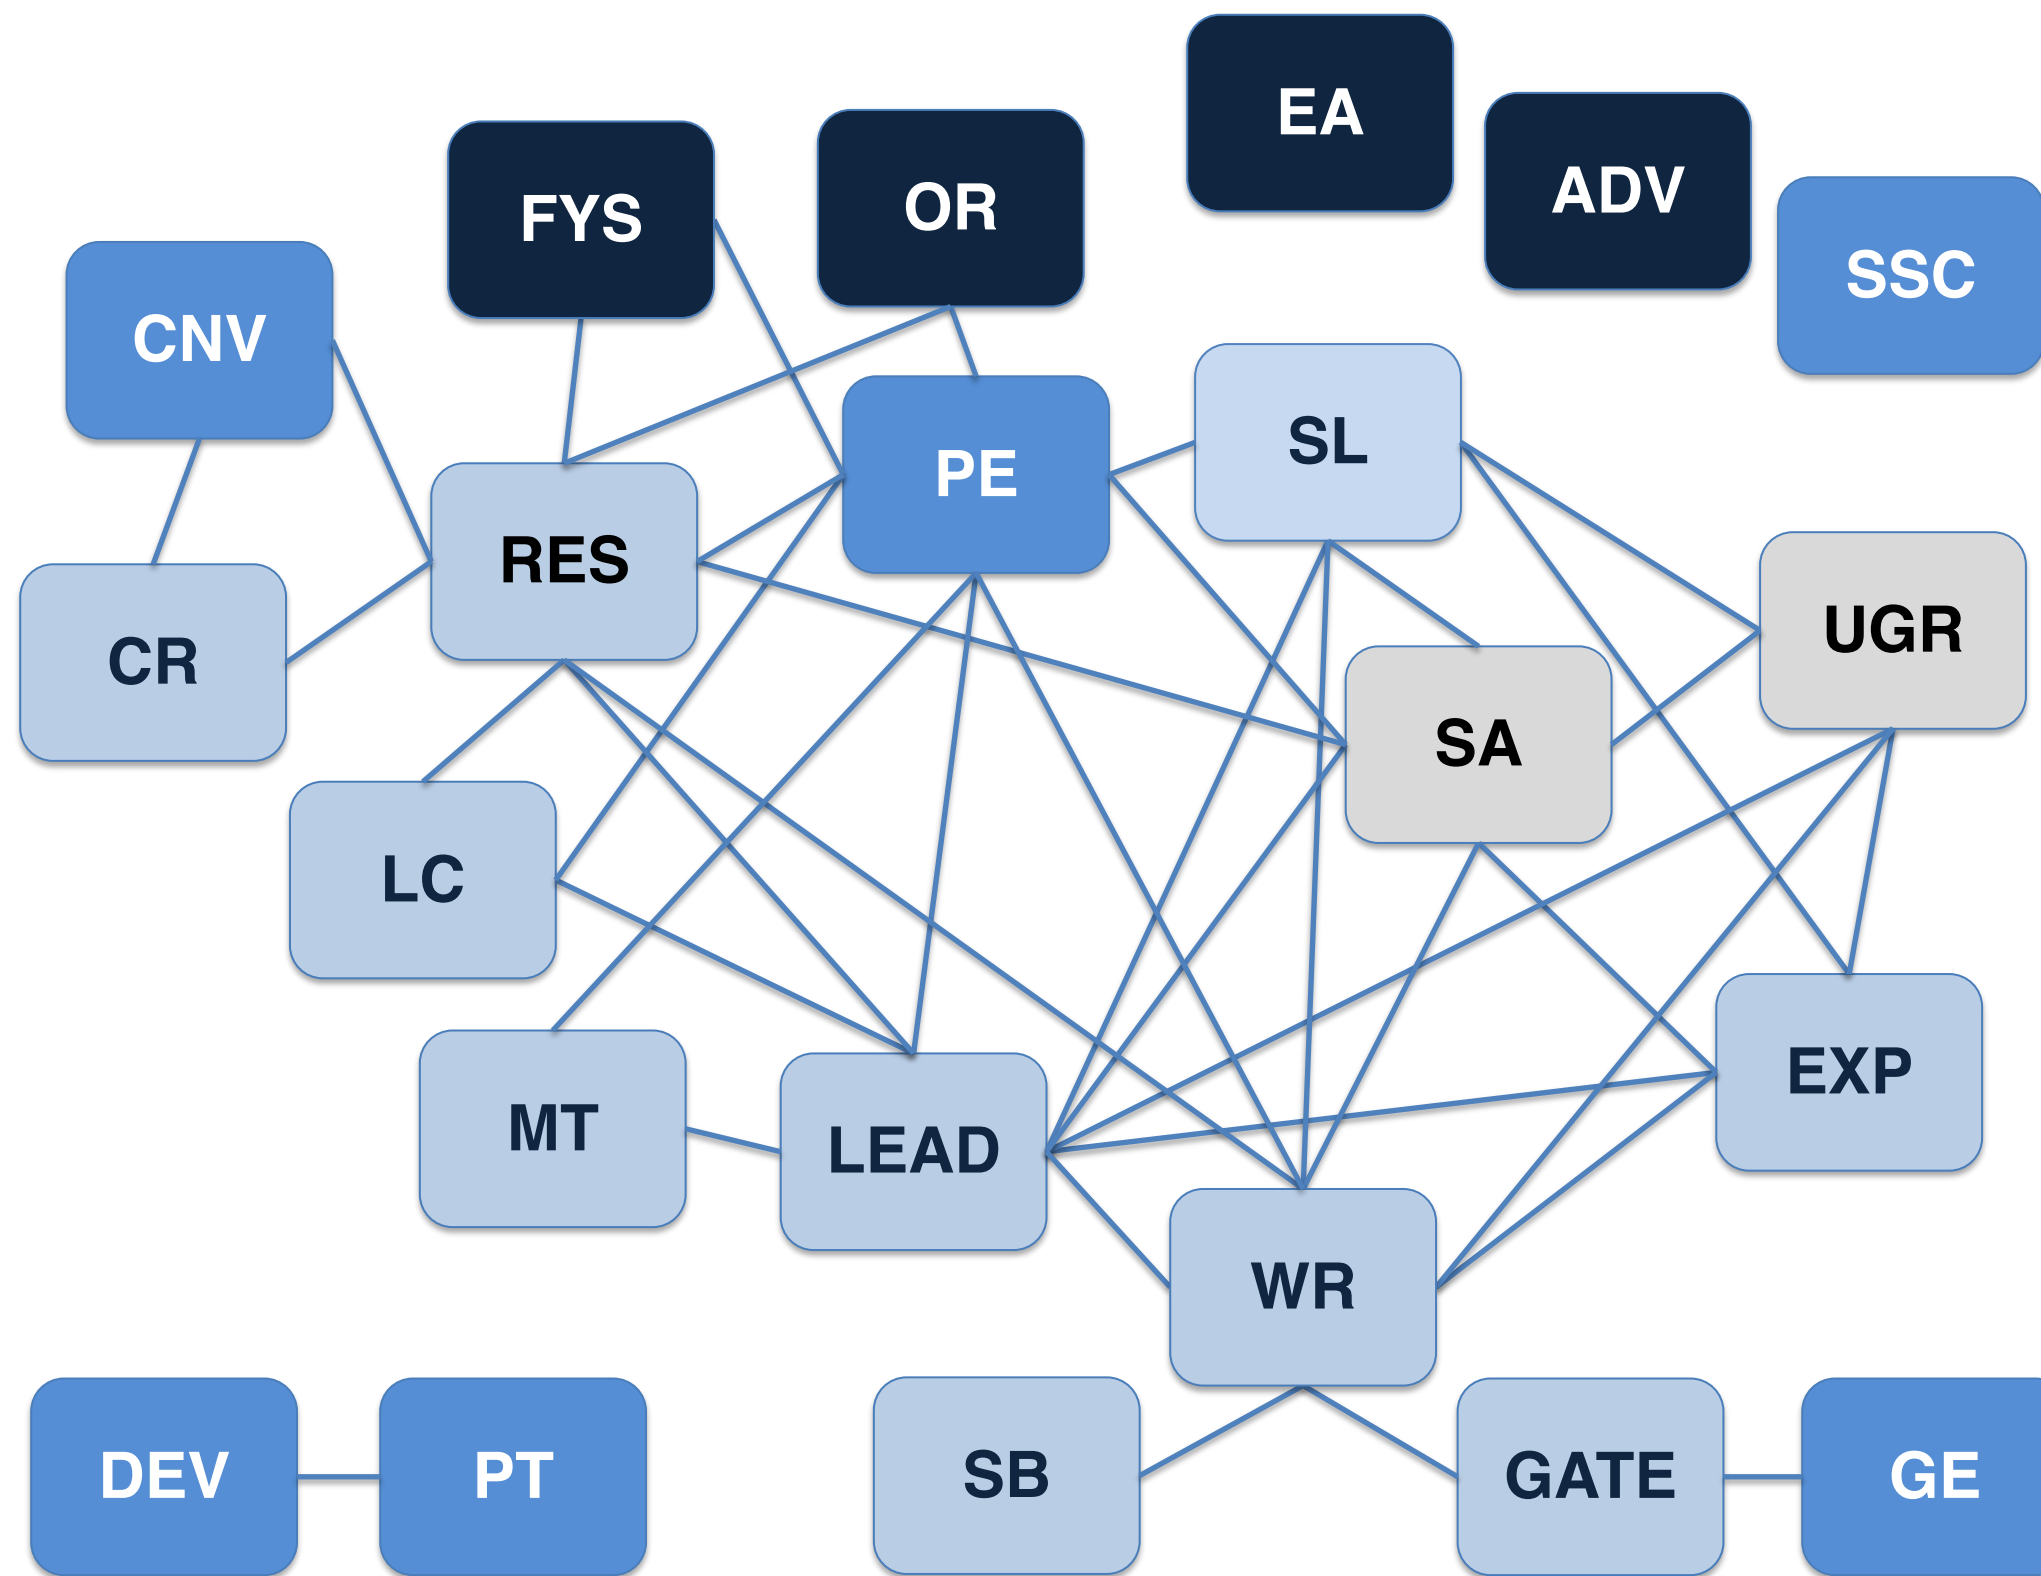 EA
ADV
OR
FYS
SSC
CNV
SL
PE
RES
UGR
CR
SA
LC
EXP
MT
LEAD
WR
DEV
PT
SB
GATE
GE